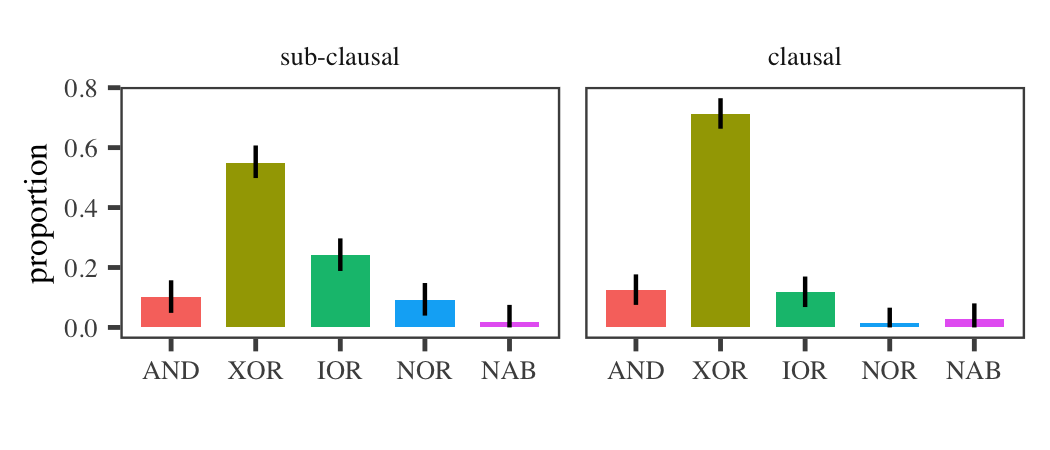 sub-clausal clausal
proportion
0.8
0.6
0.4
0.2
0.0
AND XOR IOR NOR NAB AND XOR IOR NOR NAB